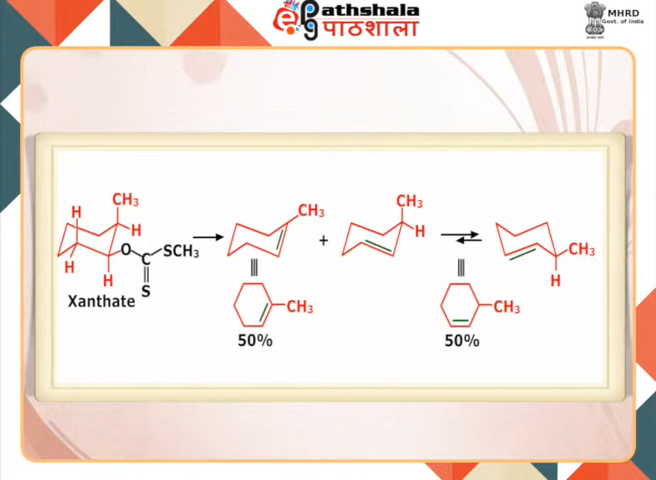 Pathshala
पाठशाला
MHRD
Govt. of India
CH3
H
H
O
SCH3
C
S
H
H
Xanthate
CH3
+
CH3
H
CH3
H
CH3
50%
CH3
50%